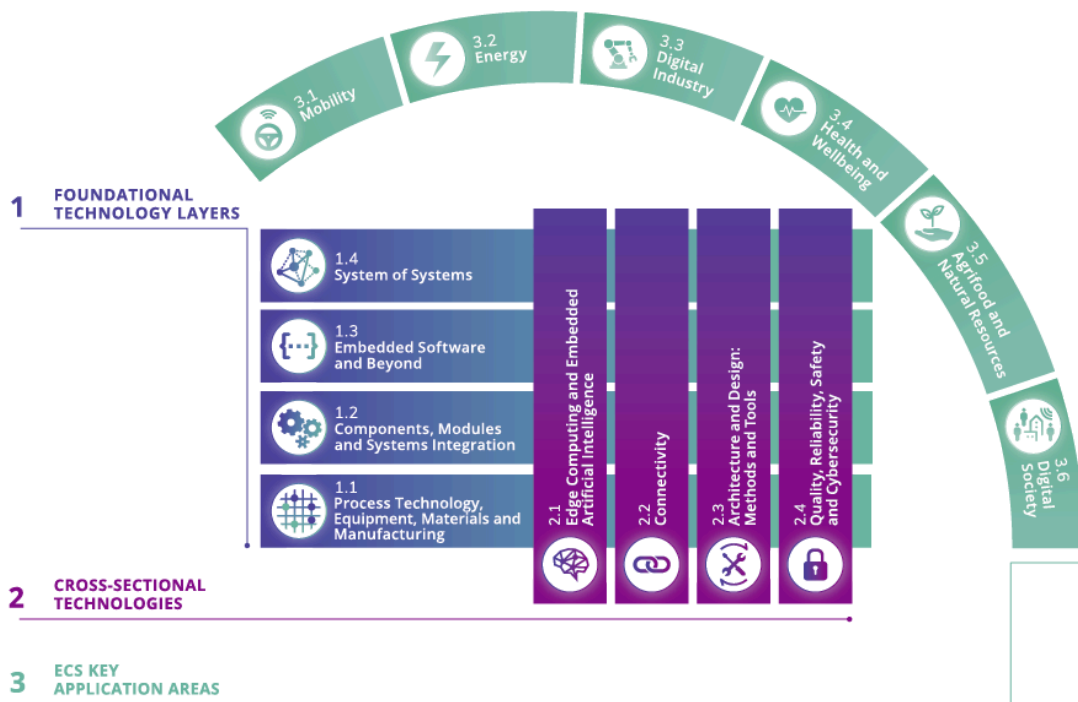 3.1
Mobility
3.2
Energy
3.3
Digital
Industry
3.4
Health and
Wellbeing
3.5
Agrifood and
Natural Resources
3.6
Digital
Society
1
FOUNDATIONAL
TECHNOLOGY LAYERS
1.4
System of Systems
1.3
Embedded Software
and Beyond
1.2
Components, Modules
and Systems Integration
1.1
Process Technology,
Equipment, Materials and
Manufacturing
2.1
Edge Computing and Embedded
Artificial Intelligence
2.2
Connectivity
2.3
Architecture and Design:
Methods and Tools
2.4
Quality, Reliability, Safety
and Cybersecurity
2
CROSS-SECTIONAL
TECHNOLOGIES
3
ECS KEY
APPLICATION AREAS